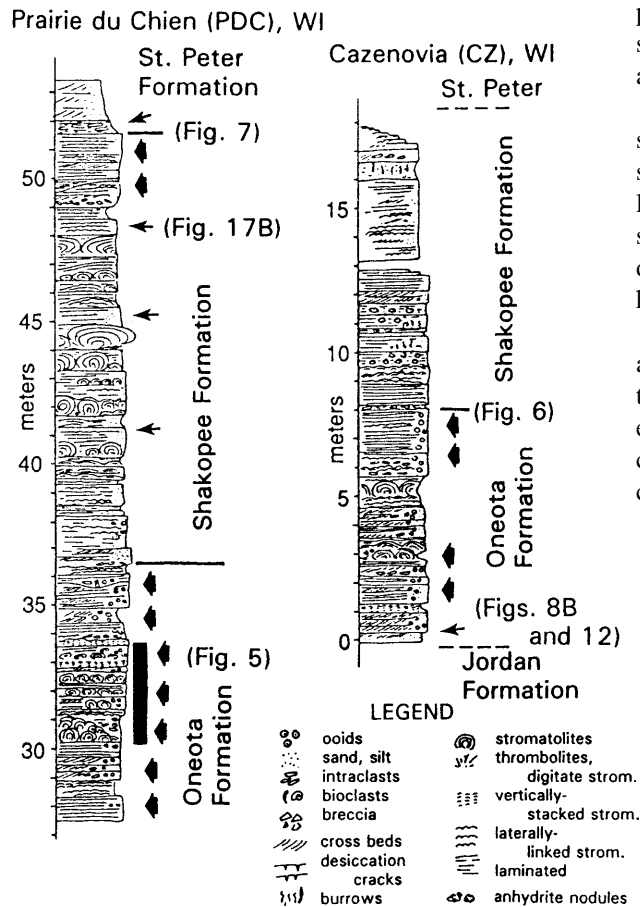 Prairie du Chien (PDC), WI
St. Peter
Formation
(Fig. 7)
50
(Fig. 17B)
45
meters
40
Shakopee Formation
35
(Fig. 5)
30
Oneota
Formation
Cazenovia (CZ), WI
St. Peter
15
Shakopee Formation
10
meters
(Fig. 6)
5
Oneota
Formation
(Figs. 8B
and 12)
0
Jordan
Formation
LEGEND
ooids
sand, silt
intraclasts
bioclasts
breccia
cross beds
desiccation
cracks
burrows
stromatolites
thrombolites,
digitate strom.
vertically-
stacked strom.
laterally-
linked strom.
laminated
anhydrite nodules